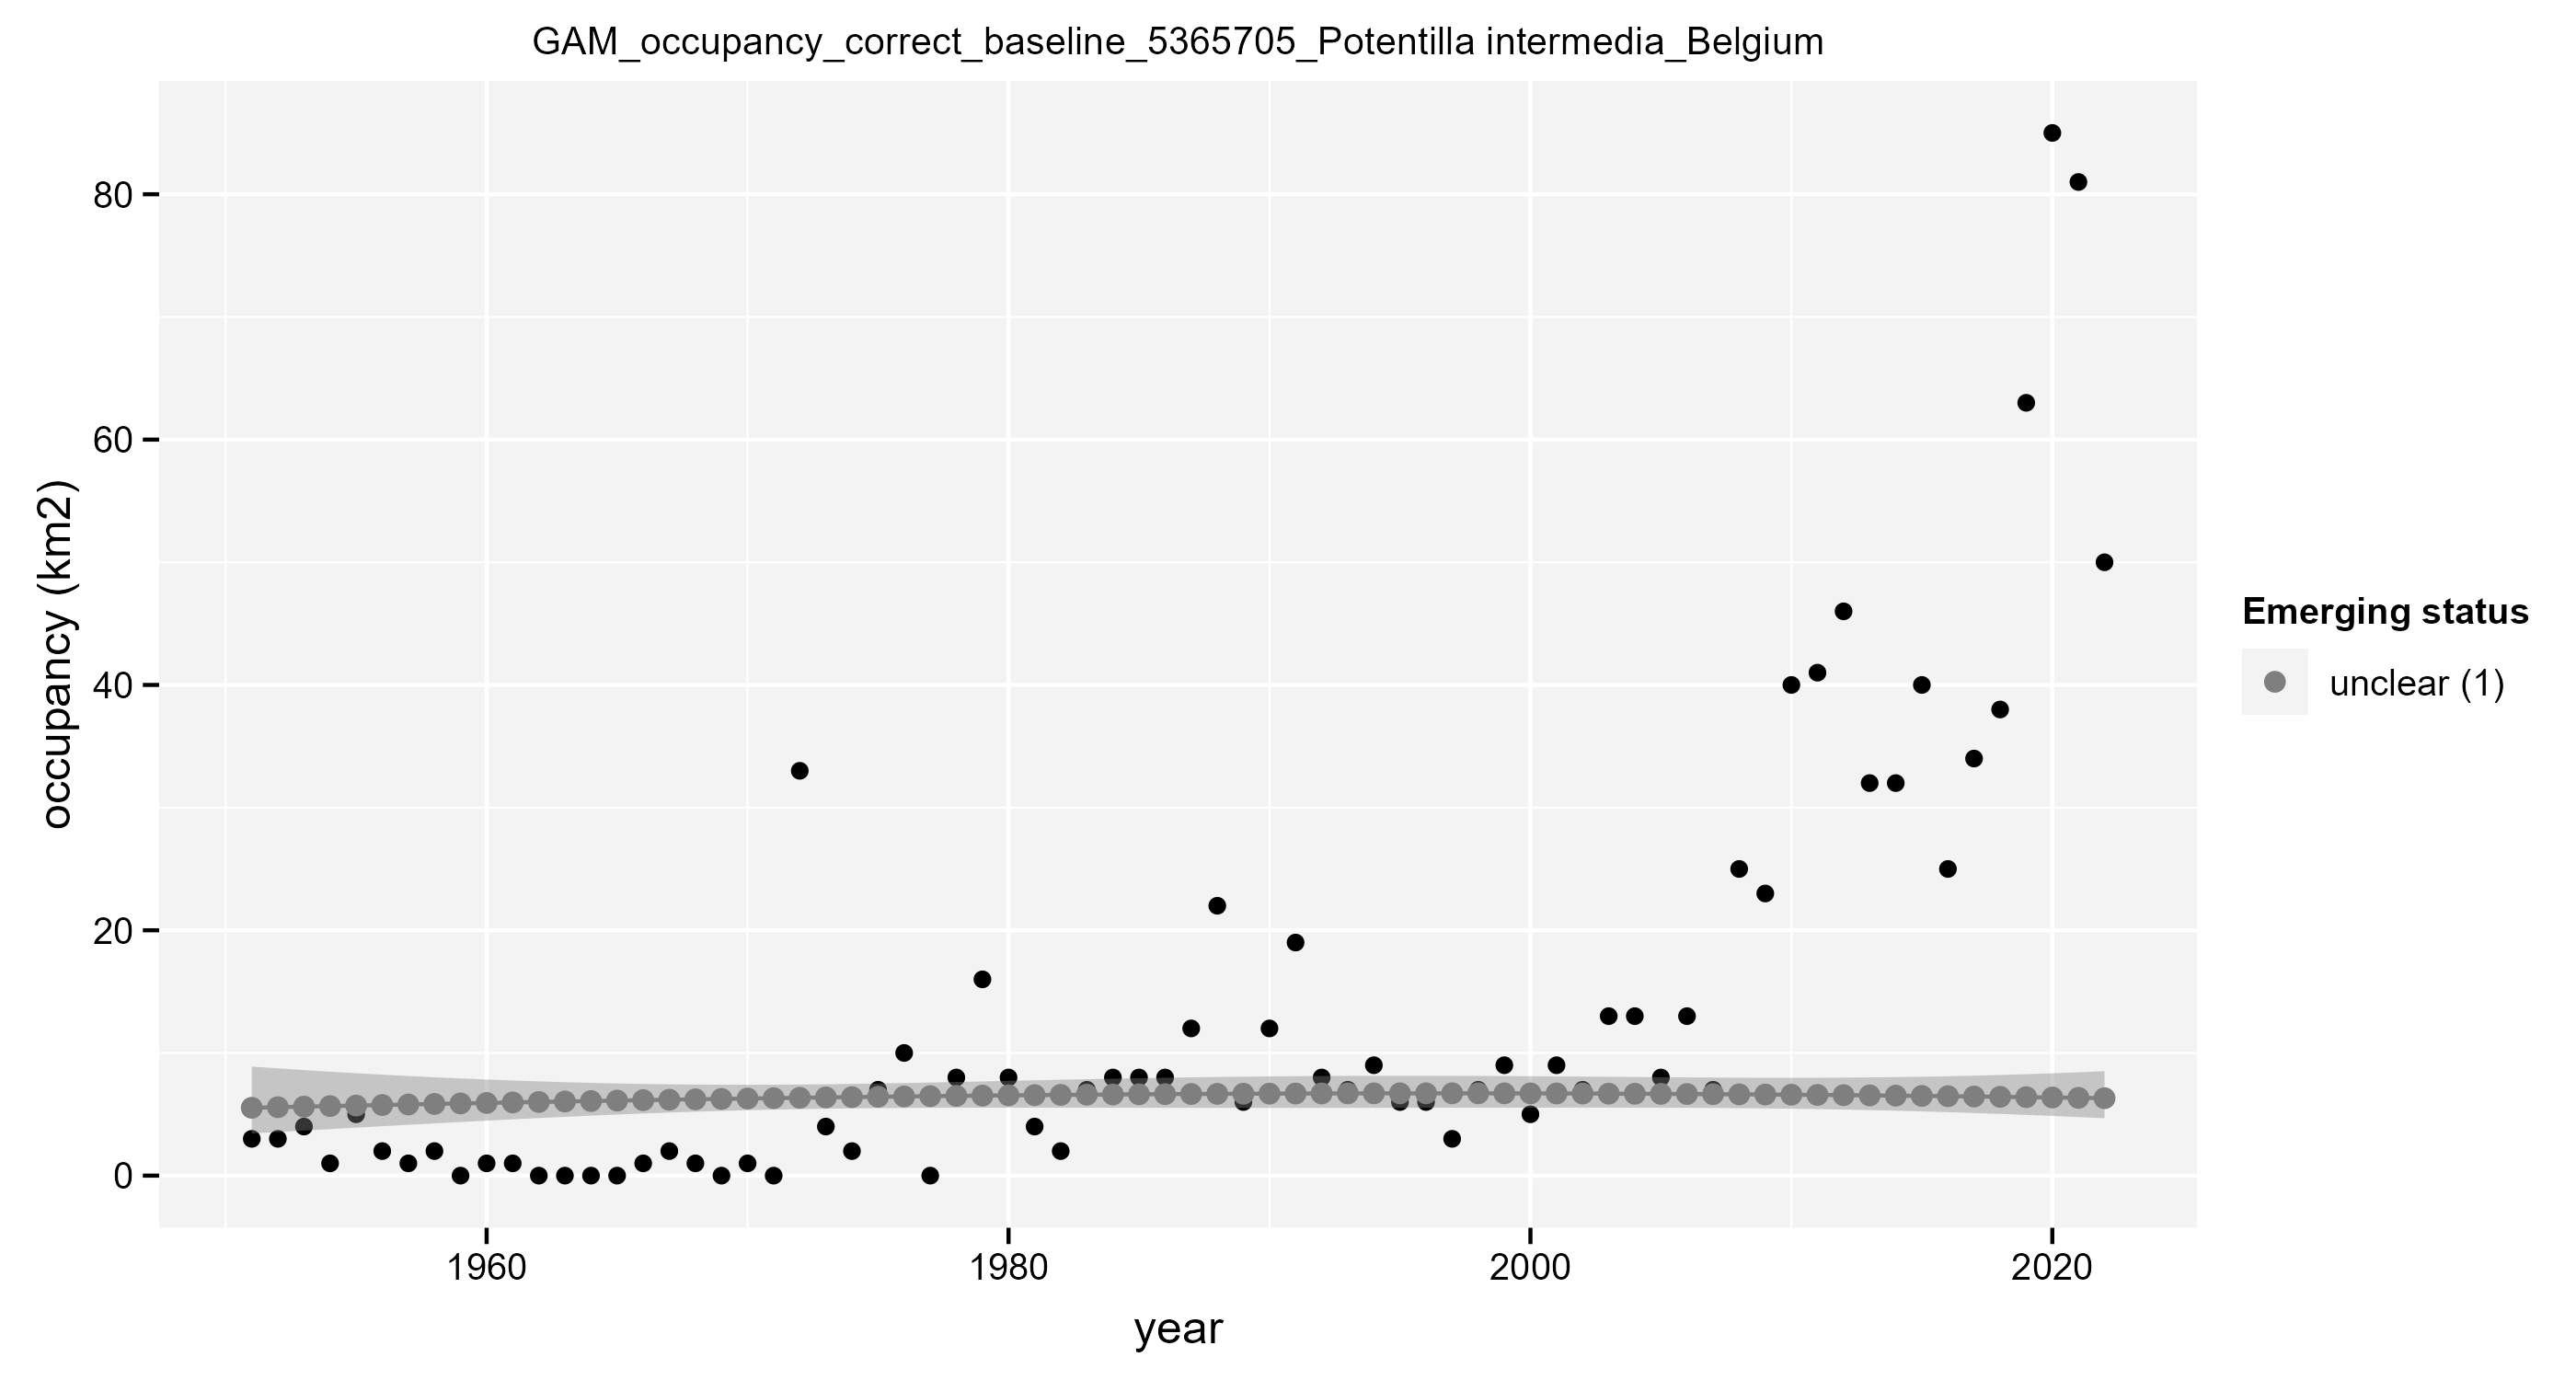 GAM_occupancy_correct_baseline_5365705_Potentilla intermedia_Belgium
80
60
40
20
0
occupancy (km2)
1960 1980 2000 2020
year
Emerging status
unclear (1)